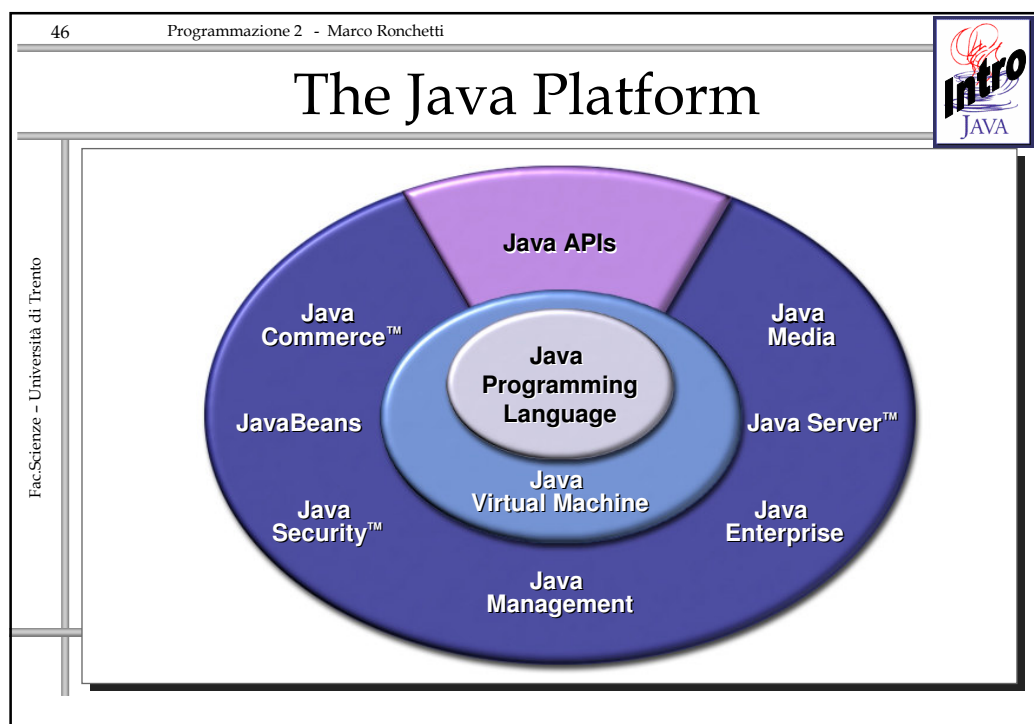 46
Programmazione 2 - Marco Ronchetti
Intro
JAVA
The Java Platform
Fac.Scienze – Università di Trento
Java APIs
Java
Commerce™
Java
Media
Java
Programming
Language
JavaBeans
Java Server™
Java
Virtual Machine
Java
Security™
Java
Enterprise
Java
Management